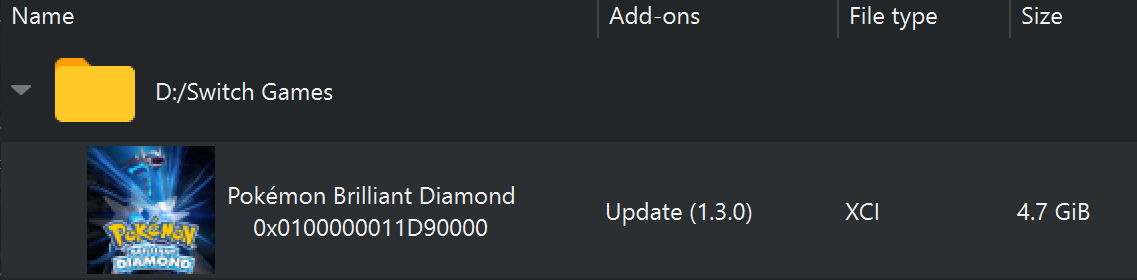 Name Add-ons File type Size
D:/Switch Games
POKÉMON
DIAMOND
Pokémon Brilliant Diamond
0x0100000011D90000
Update (1.3.0) XCI 4.7 GiB